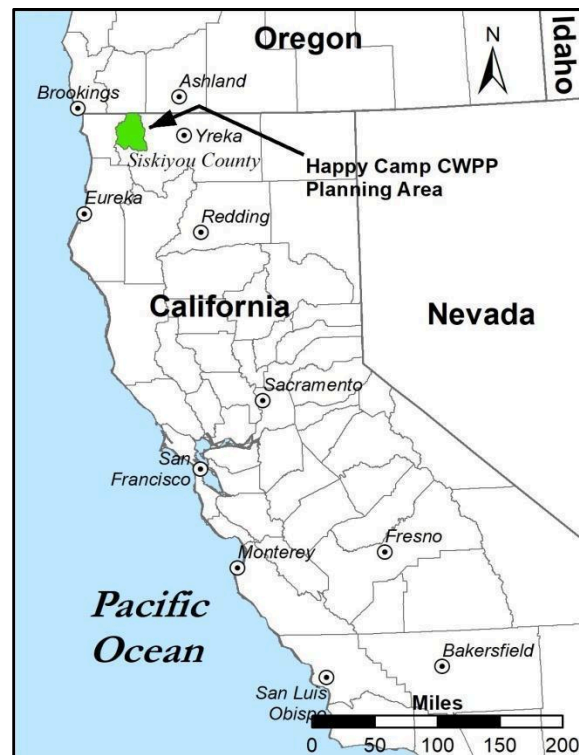 Oregon
Idaho
N
Ashland
Brookings
Yreka
Siskiyou County
Happy Camp CWPP
Planning Area
Eureka
Redding
California
Nevada
Sacramento
San
Francisco
Fresno
Monterey
Pacific
Ocean
Bakersfield
San Luis
Obispo
Miles
0 50 100 150 200